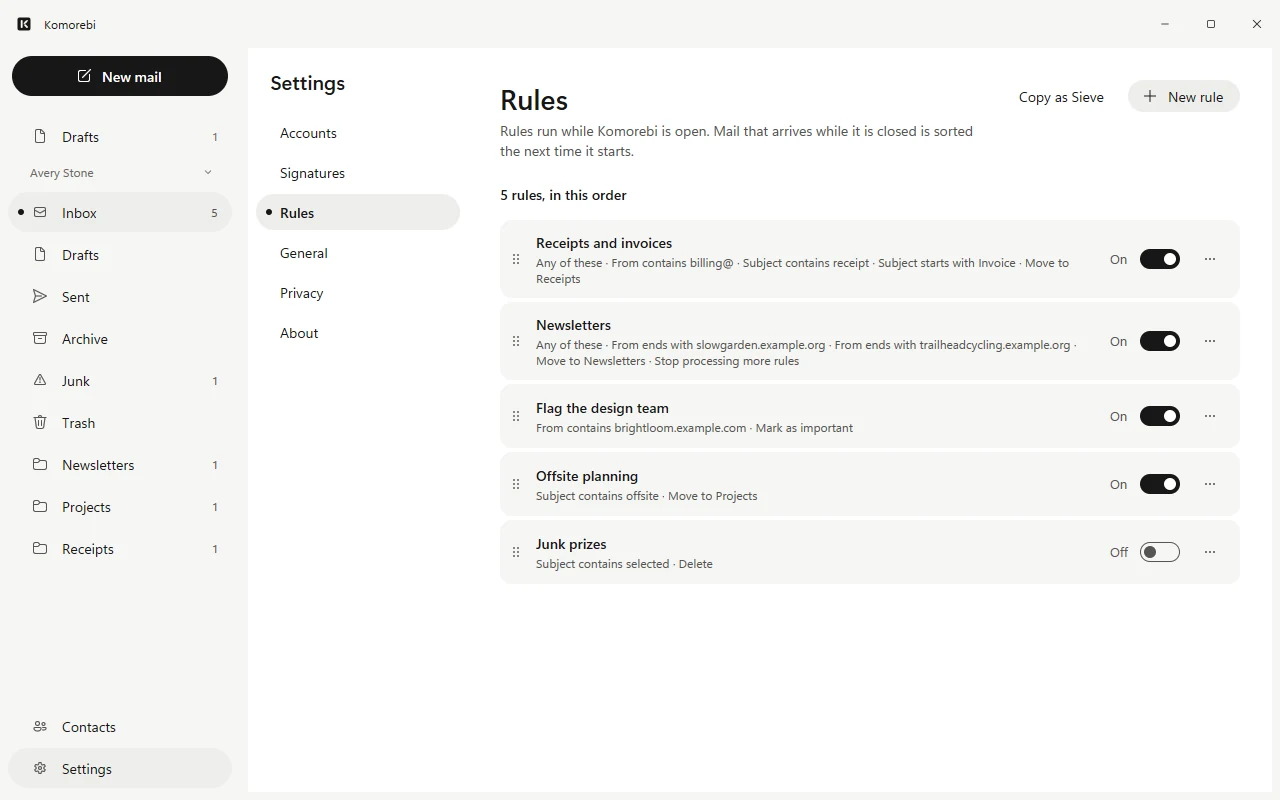 Komorebi
New mail
Drafts 1
Avery Stone
Inbox 5
Drafts
Sent
Archive
Junk 1
Trash
Newsletters 1
Projects 1
Receipts 1
Contacts
Settings
Settings
Accounts
Signatures
Rules
General
Privacy
About
Rules
Copy as Sieve
New rule
Rules run while Komorebi is open. Mail that arrives while it is closed is sorted
the next time it starts.
5 rules, in this order
Receipts and invoices
Any of these · From contains billing@ · Subject contains receipt · Subject starts with Invoice · Move to
Receipts
On
Newsletters
Any of these · From ends with slowgarden.example.org · From ends with trailheadcycling.example.org ·
Move to Newsletters · Stop processing more rules
On
Flag the design team
From contains brightloom.example.com · Mark as important
On
Offsite planning
Subject contains offsite · Move to Projects
On
Junk prizes
Subject contains selected · Delete
Off